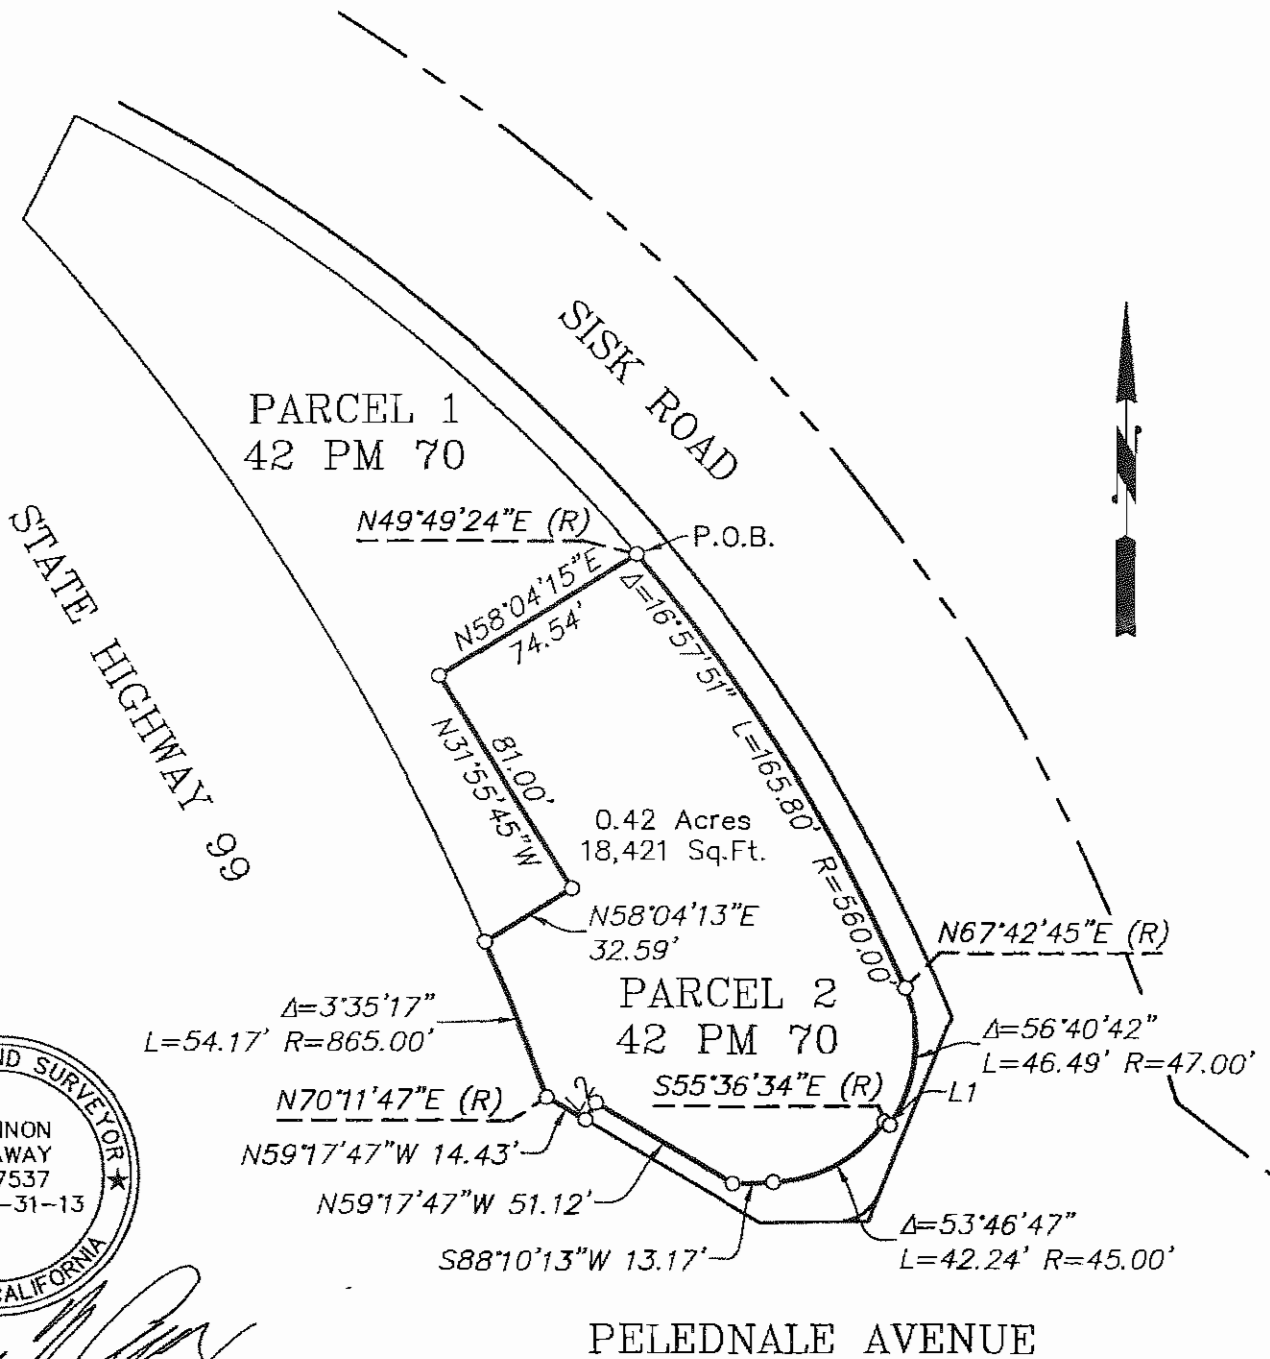 SISK ROAD
PARCEL 1
42 PM 70
N49°49'24"E (R)
P.O.B.
STATE HIGHWAY 99
N58°04'15"E
74.54'
Δ=16°57'51" L=165.80' R=560.00'
81.00'
N31°55'45"W
0.42 Acres
18,421 Sq.Ft.
N58°04'13"E
32.59'
N67°42'45"E (R)
PARCEL 2
42 PM 70
Δ=3°35'17"
L=54.17' R=865.00'
Δ=56°40'42"
L=46.49' R=47.00'
S55°36'34"E (R)
L1
N70°11'47"E (R)
N59°17'47"W 14.43'
N59°17'47"W 51.12'
S88°10'13"W 13.17'
Δ=53°46'47"
L=42.24' R=45.00'
PELEDNALE AVENUE
ND SURVEYOR
NNON
AWAY
7537
-31-13
CALIFORNIA
N